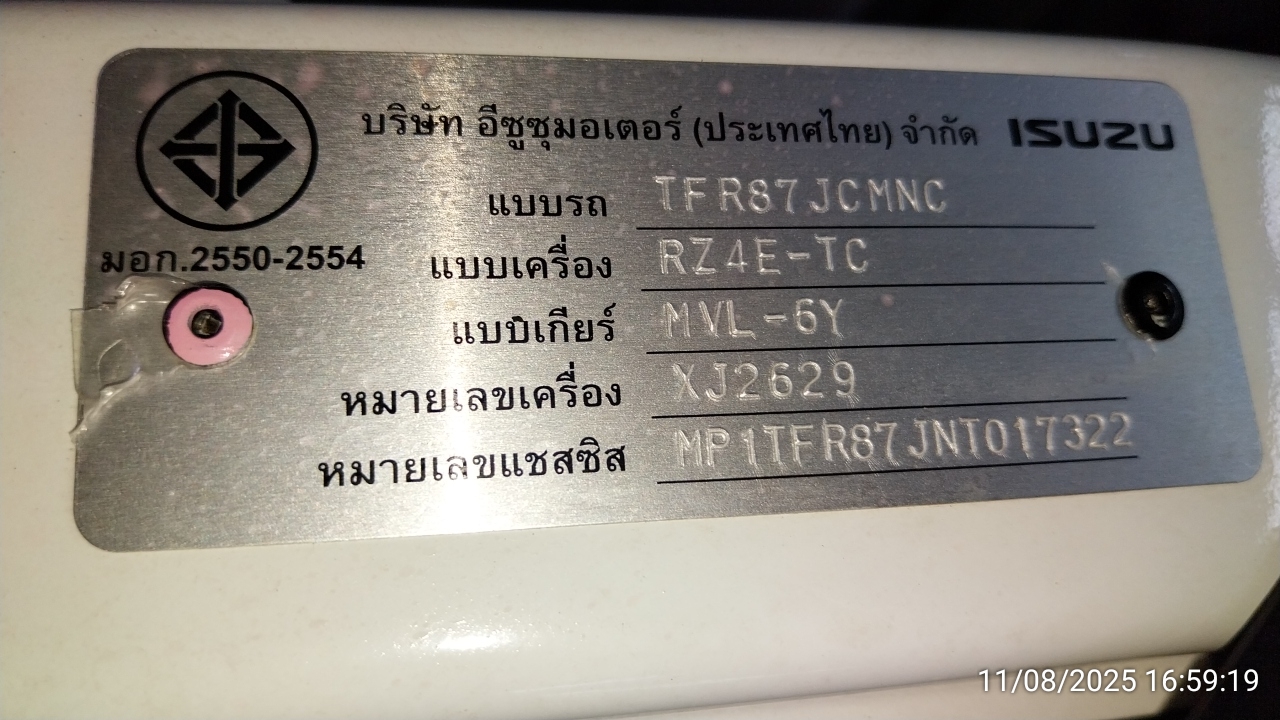 บริษัท อีซูซุมอเตอร์ (ประเทศไทย) จำกัด ISUZU
แบบรถ TFR87JCMNC
มอก.2550-2554
แบบเครื่อง RZ4E-TC
แบบเกียร์ MVL-6Y
หมายเลขเครื่อง XJ2629
หมายเลขแชสซิส MP1TFR87JNT017322
11/08/2025 16:59:19